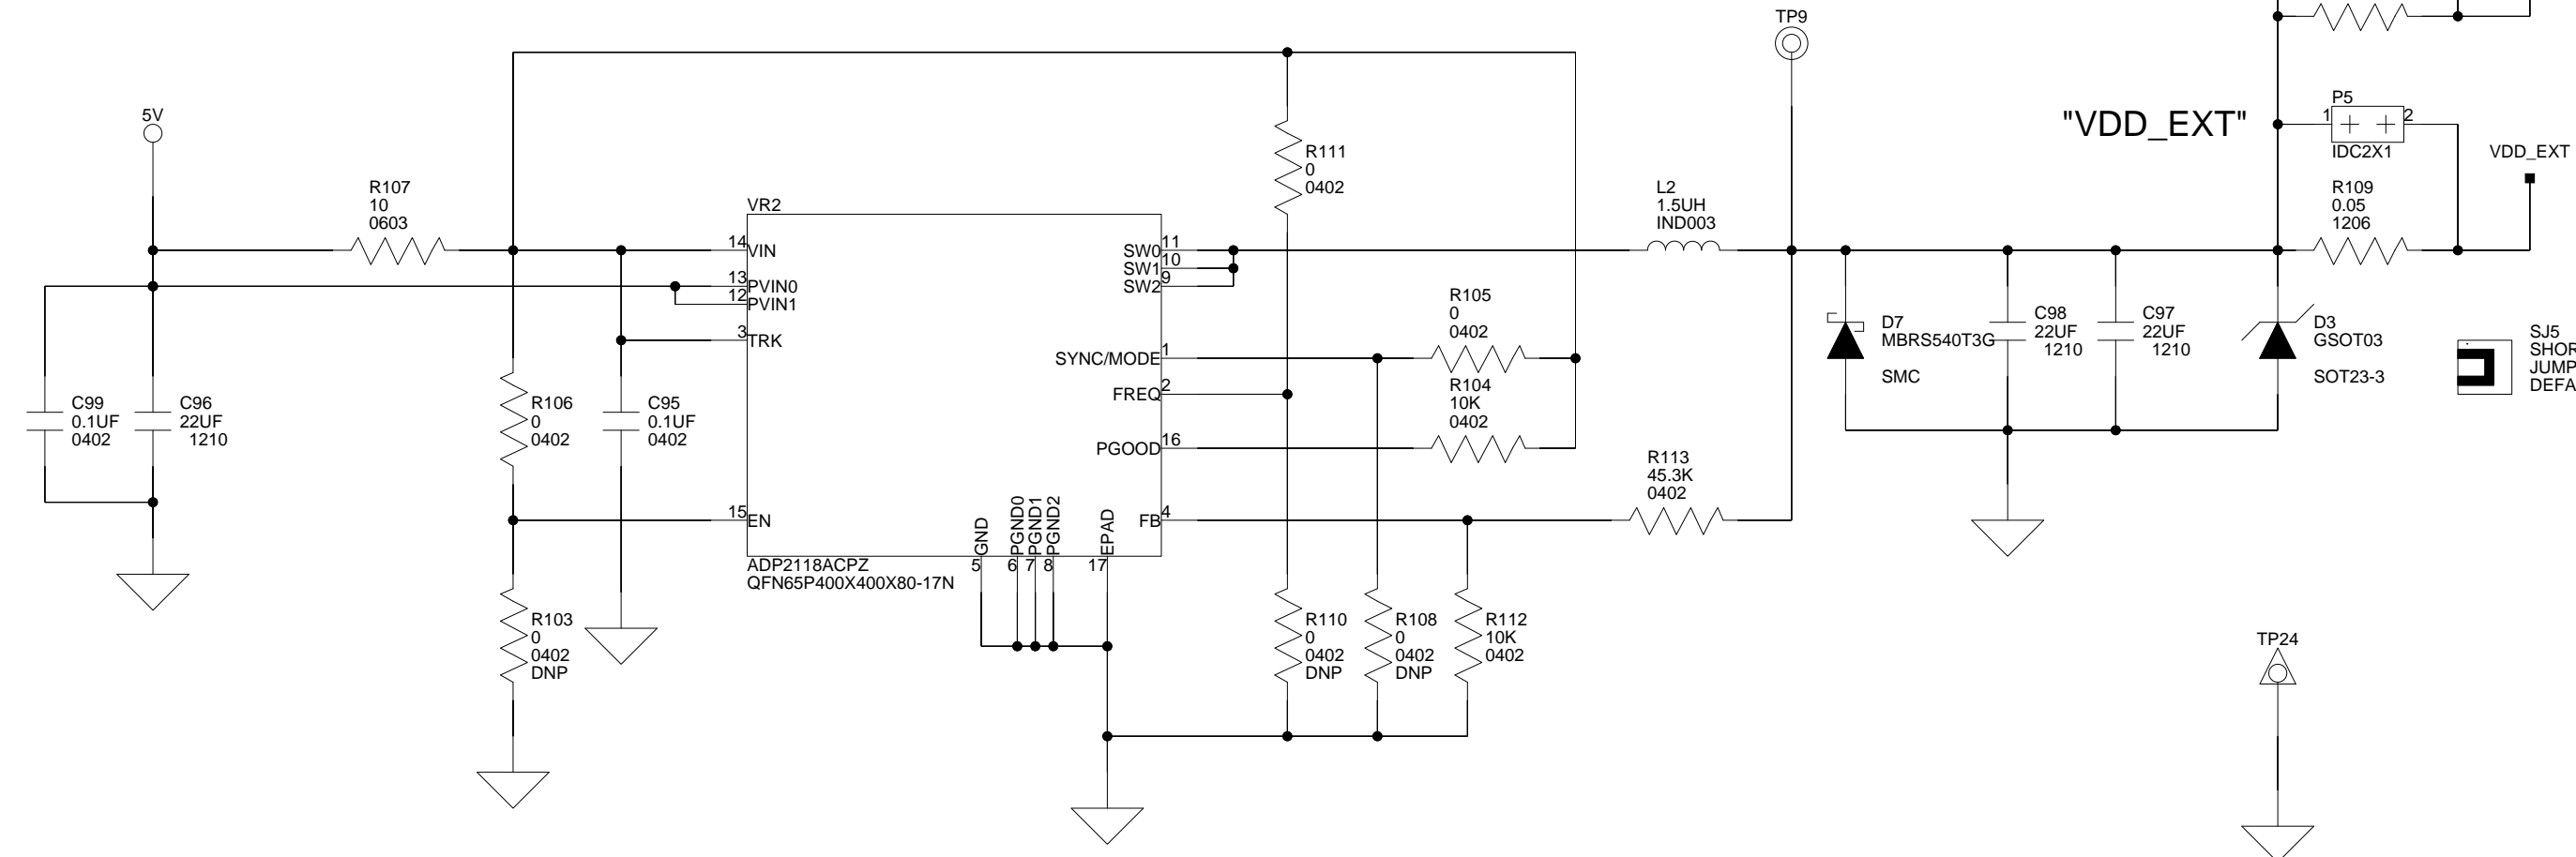 TP9
5V
"VDD_EXT"
P5
1
2
IDC2X1
VDD_EXT
R107
10
0603
R111
0
0402
L2
1.5UH
IND003
R109
0.05
1206
VR2
14
VIN
13
PVIN0
12
PVIN1
3
TRK
15
EN
SW0
11
SW1
10
SW2
9
SYNC/MODE
1
FREQ
2
PGOOD
16
FB
4
GND
5
PGND0
6
PGND1
7
PGND2
8
EPAD
17
ADP2118ACPZ
QFN65P400X400X80-17N
R105
0
0402
R104
10K
0402
R113
45.3K
0402
D7
MBRS540T3G
SMC
C98
22UF
1210
C97
22UF
1210
D3
GSOT03
SOT23-3
SJ5
SHOR
JUMP
DEFA
C99
0.1UF
0402
C96
22UF
1210
R106
0
0402
C95
0.1UF
0402
R103
0
0402
DNP
R110
0
0402
DNP
R108
0
0402
DNP
R112
10K
0402
TP24